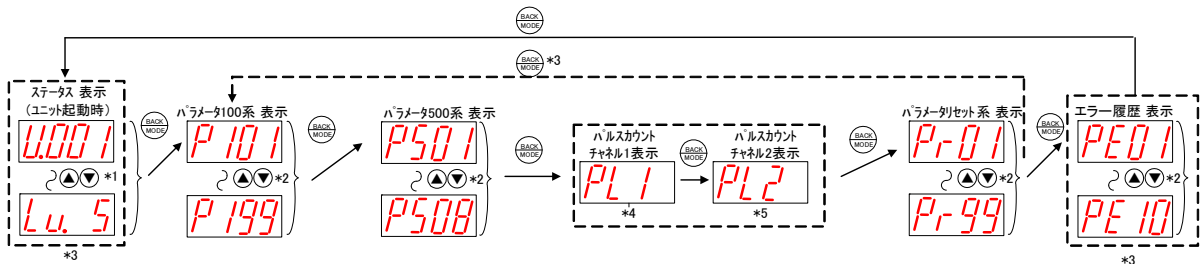 BACK
MODE
BACK
MODE *3
ステータス 表示
(ユニット起動時)
U.001
*1
Lu. S
*3
BACK
MODE
パラメータ100系 表示
P101
*2
P199
BACK
MODE
パラメータ500系 表示
P501
*2
P508
BACK
MODE
パルスカウント
チャネル1表示
PL1
*4
BACK
MODE
パルスカウント
チャネル2表示
PL2
*5
BACK
MODE
パラメータリセット系 表示
Pr-01
*2
Pr-99
BACK
MODE
エラー履歴 表示
PE01
*2
PE10
*3